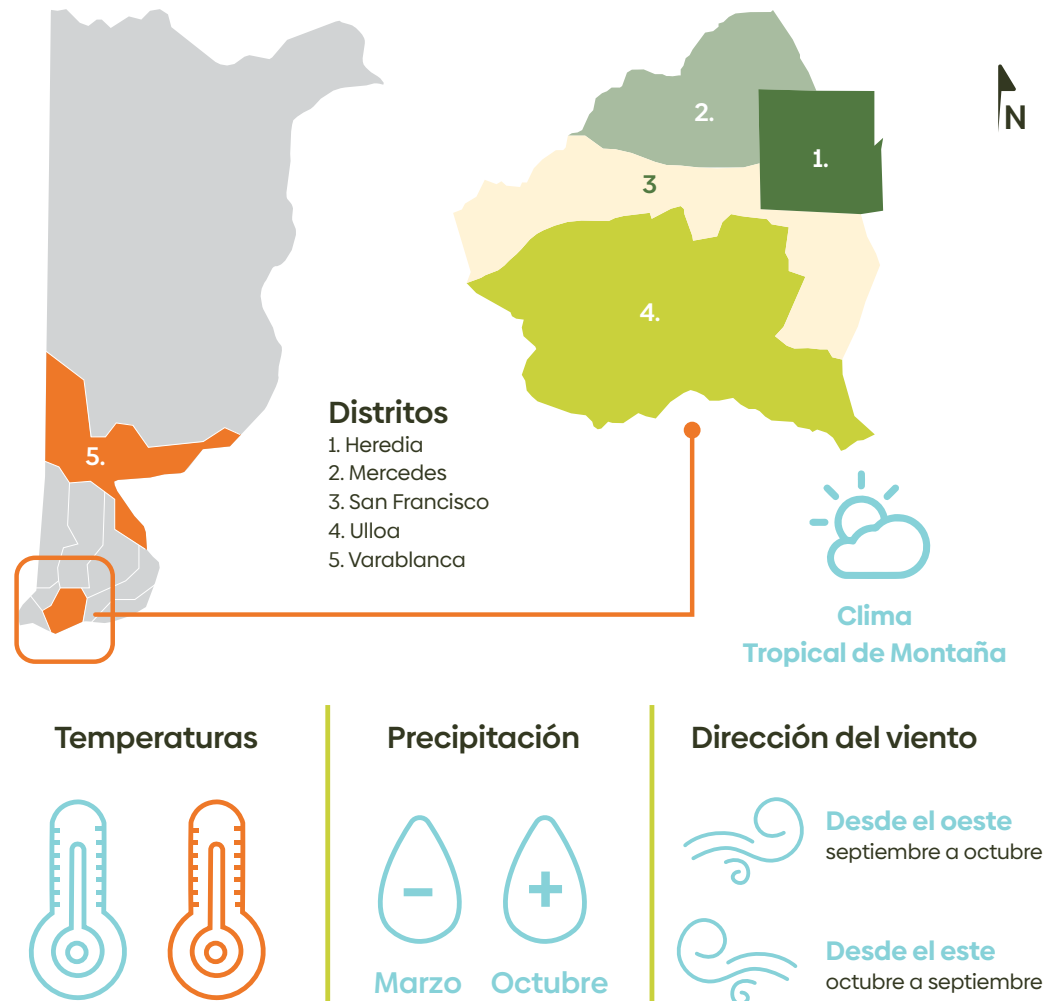 2.
1.
N
3
4.
5.
Distritos
1. Heredia
2. Mercedes
3. San Francisco
4. Ulloa
5. Varablanca
Clima
Tropical de Montaña
Temperaturas
Precipitación
- +
Marzo Octubre
Dirección del viento
Desde el oeste
septiembre a octubre
Desde el este
octubre a septiembre